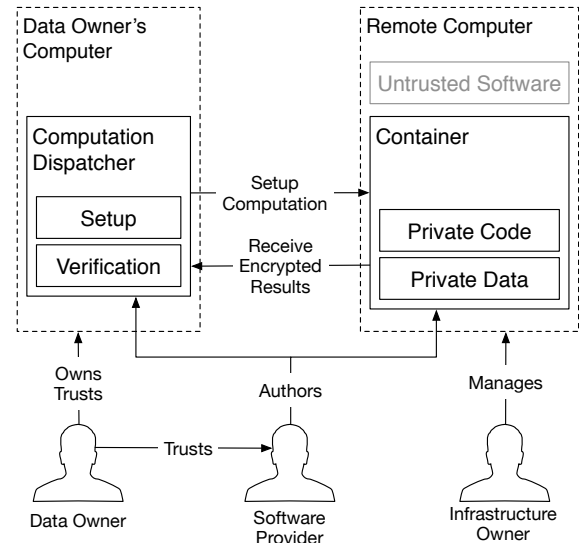 Data Owner's
Computer
Remote Computer
Untrusted Software
Computation
Dispatcher
Setup
Verification
Setup
Computation
Receive
Encrypted
Results
Container
Private Code
Private Data
Owns
Trusts
Authors
Manages
Trusts
Data Owner
Software
Provider
Infrastructure
Owner